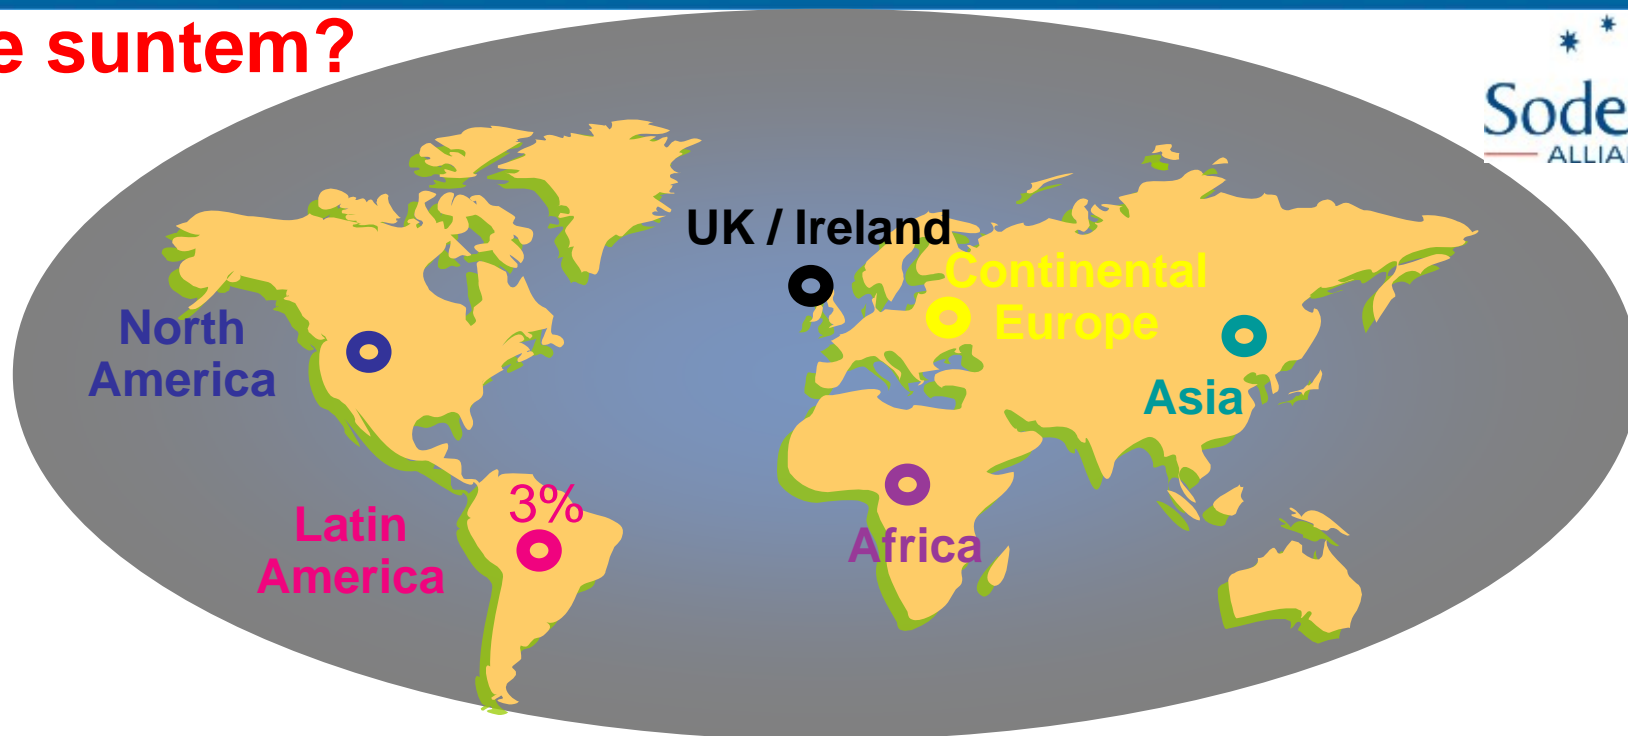 e suntem?
Sode
ALLIA
UK / Ireland
Continental
Europe
North
America
Asia
3%
Latin
America
Africa